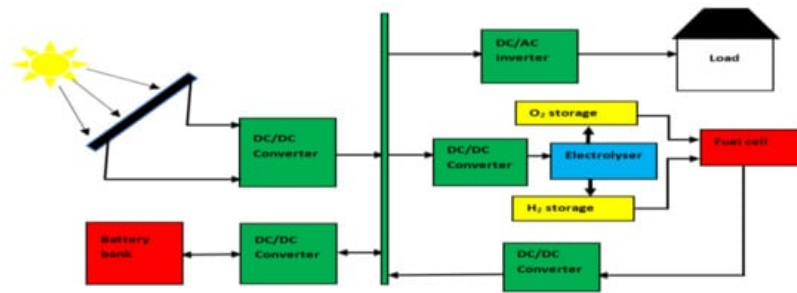 DC/AC
inverter
Load
O₂ storage
DC/DC
Converter
DC/DC
Converter
Electrolyser
Fuel cell
H₂ storage
Battery
bank
DC/DC
Converter
DC/DC
Converter